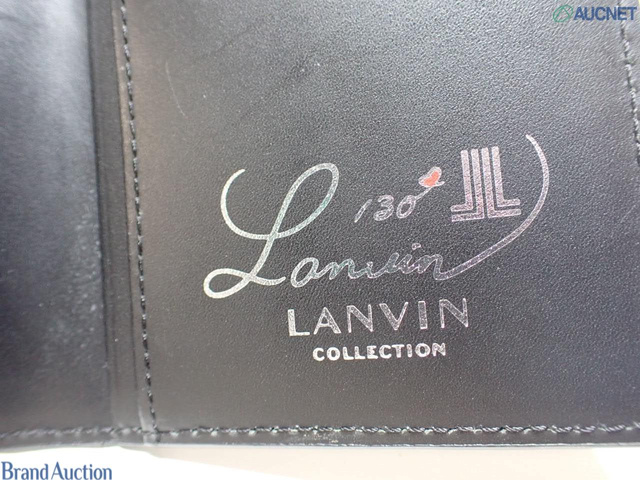 AUCNET
130
Lanvin
LANVIN
COLLECTION
Brand Auction